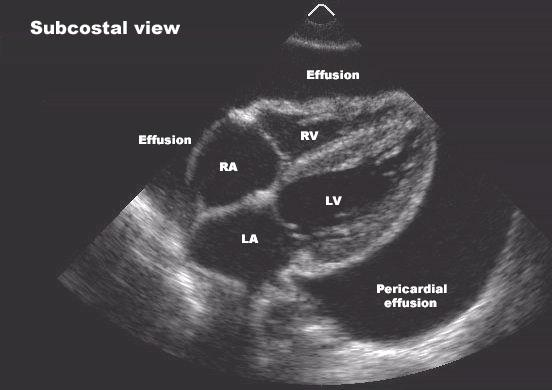 Subcostal view
Effusion
Effusion
RV
RA
LV
LA
Pericardial
effusion